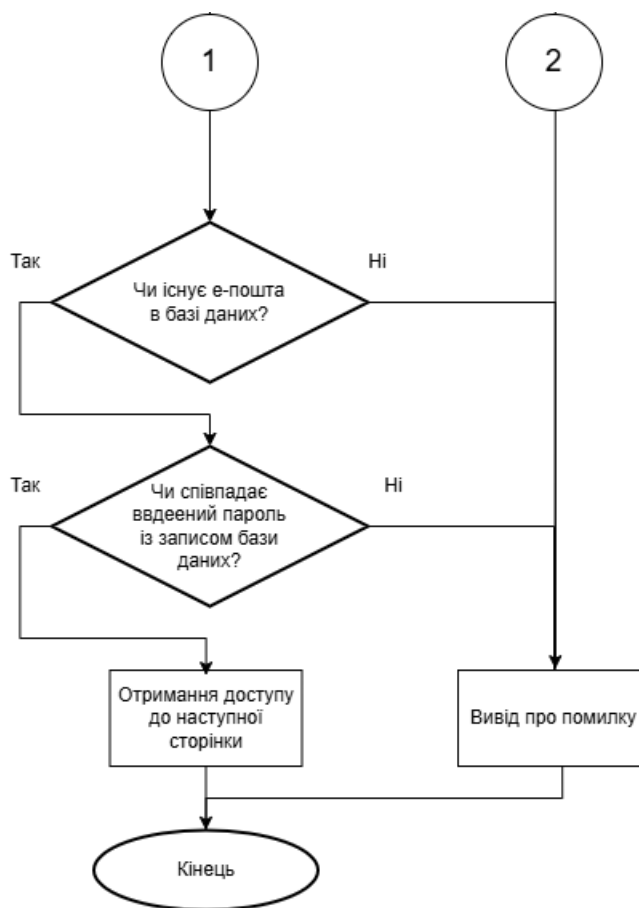 1
2
Так
Ні
Чи існує е-пошта
в базі даних?
Так
Ні
Чи співпадає
ввдеений пароль
із записом бази
даних?
Отримання доступу
до наступної
сторінки
Вивід про помилку
Кінець